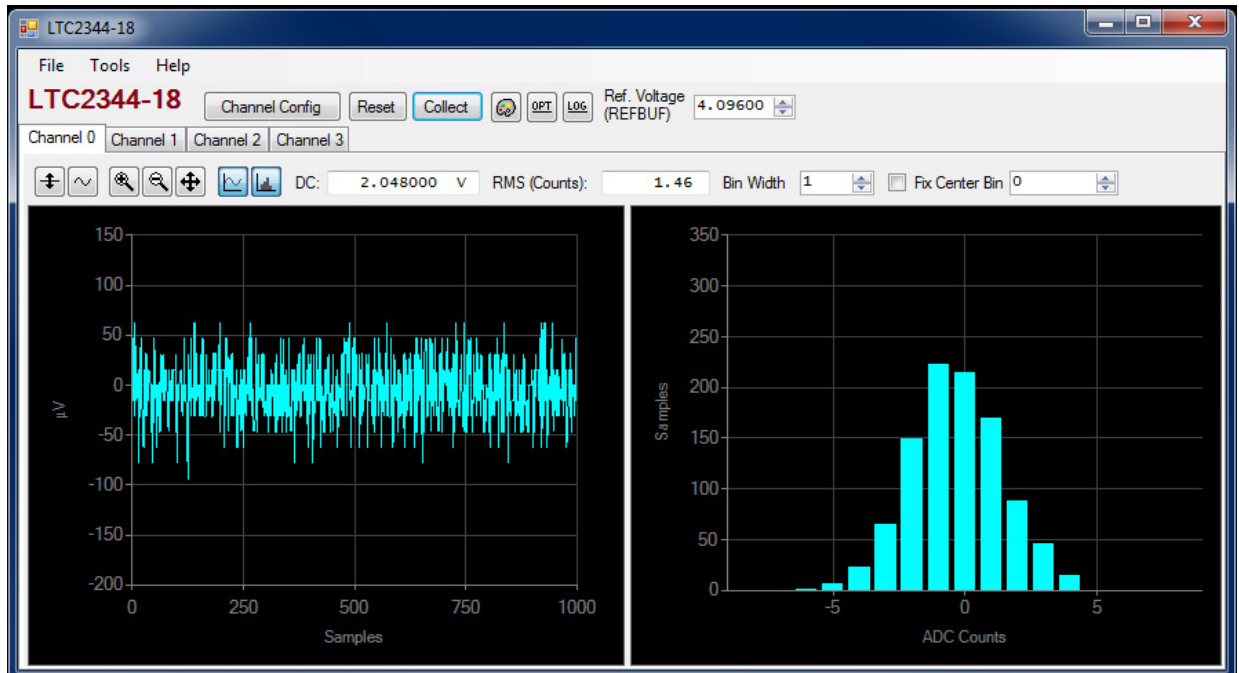 LTC2344-18
File Tools Help
LTC2344-18 Channel Config Reset Collect OPT LOG Ref. Voltage (REFBUF) 4.09600
Channel 0 Channel 1 Channel 2 Channel 3
DC: 2.048000 V RMS (Counts): 1.46 Bin Width 1 Fix Center Bin 0
150
100
50
0
-50
-100
-150
-200
µV
0 250 500 750 1000
Samples
350
300
250
200
150
100
50
0
Samples
-5 0 5
ADC Counts